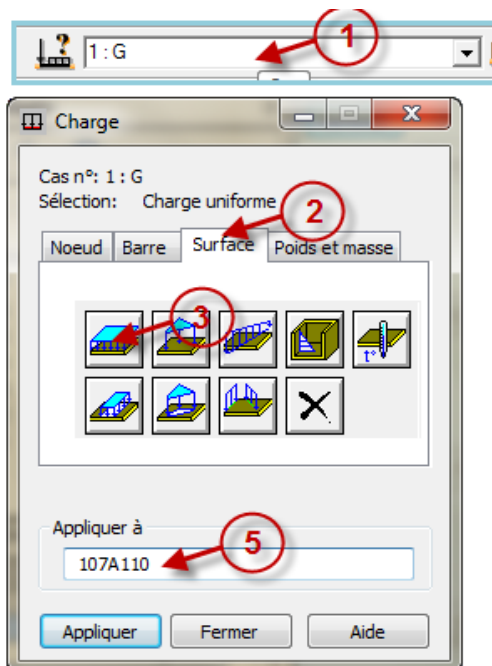 1 : G
1
Charge
Cas n°: 1 : G
Sélection: Charge uniforme
2
Noeud Barre Surface Poids et masse
3
t°
Appliquer à
107A110
5
Appliquer Fermer Aide